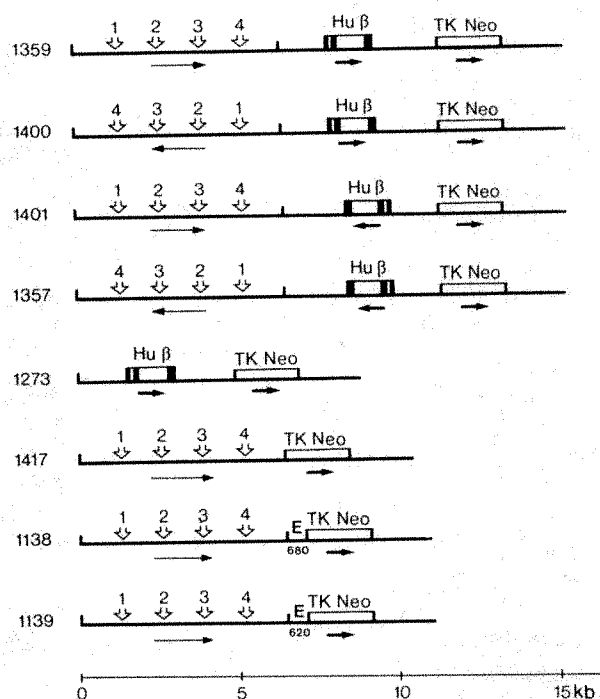 1 2 3 4 Hu β TK Neo
1359
4 3 2 1 Hu β TK Neo
1400
1 2 3 4 Hu β TK Neo
1401
4 3 2 1 Hu β TK Neo
1357
Hu β TK Neo
1273
1 2 3 4 TK Neo
1417
1 2 3 4 E TK Neo
1138 680
1 2 3 4 E TK Neo
1139 620
0 5 10 15kb